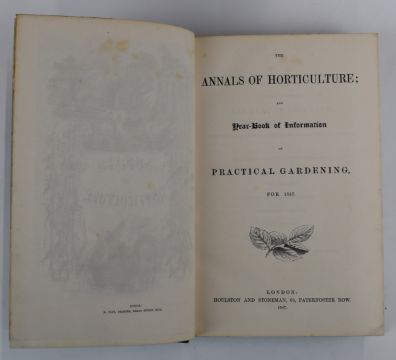 THE
ANNALS OF HORTICULTURE;
AND
Year-Book of Information
ON
PRACTICAL GARDENING,
FOR 1847.
LONDON:
HOULSTON AND STONEMAN, 65, PATERNOSTER ROW.
1847.